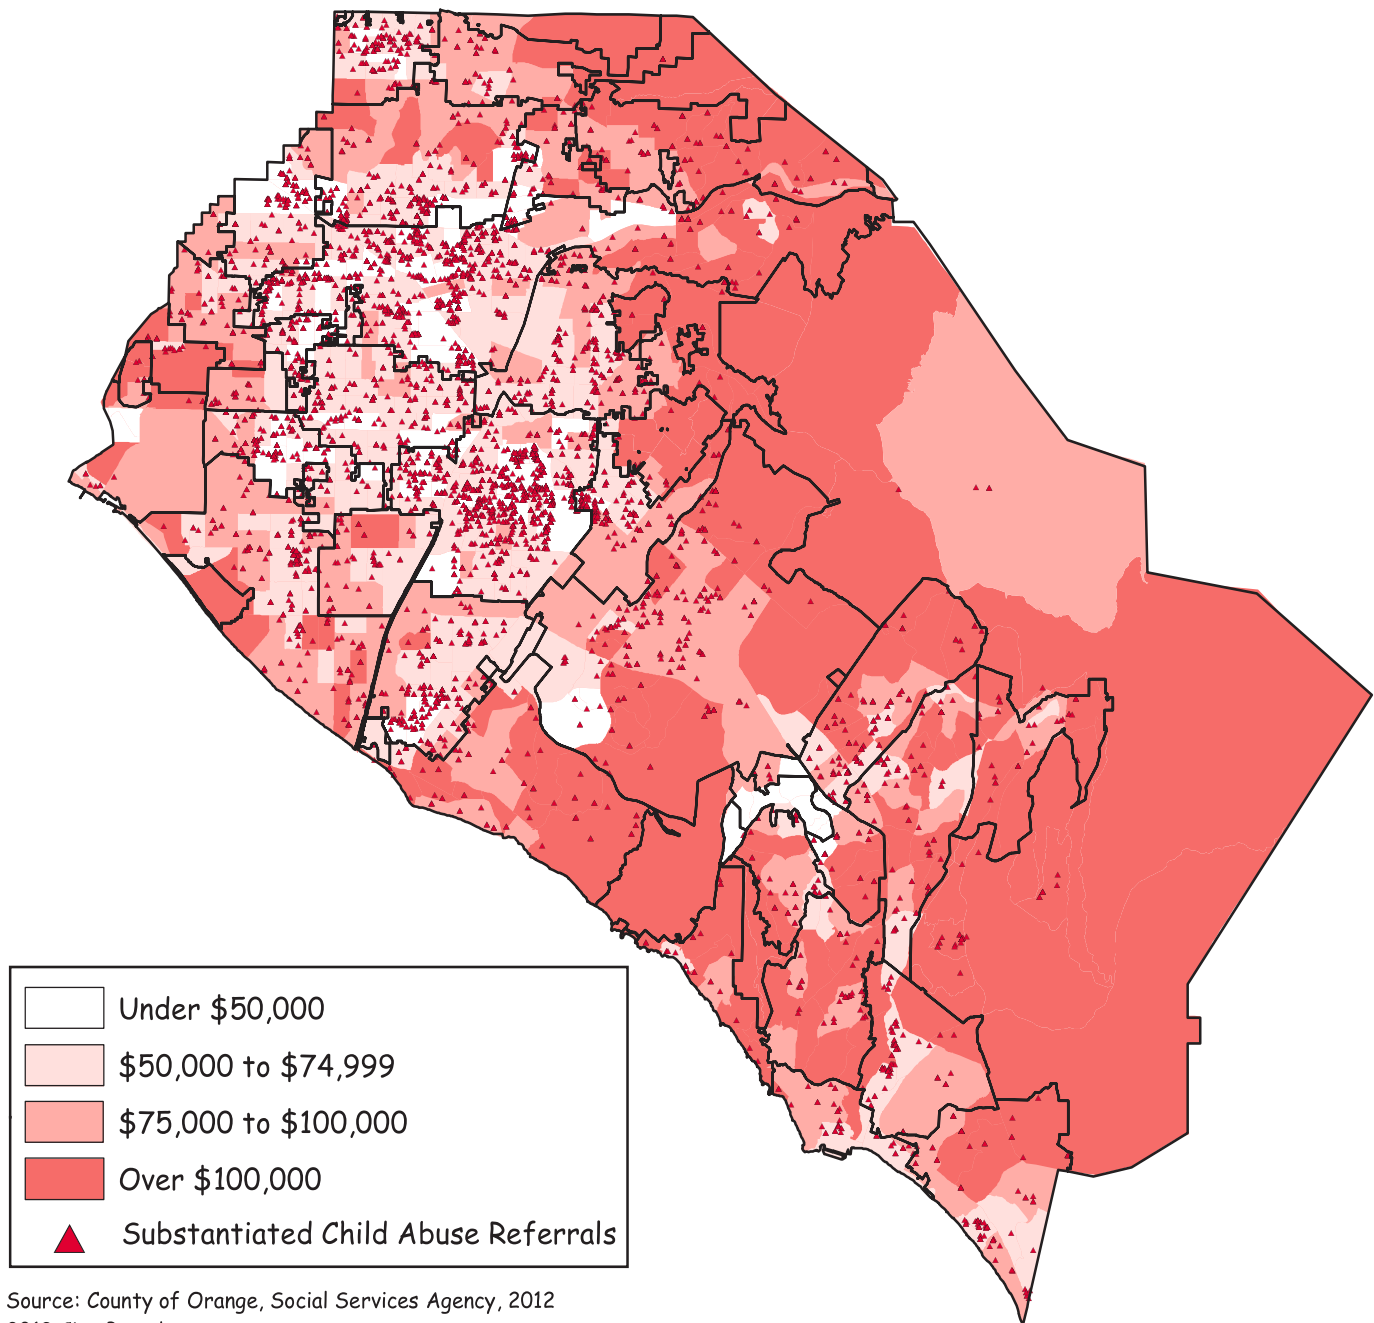 Under $50,000
$50,000 to $74,999
$75,000 to $100,000
Over $100,000
Substantiated Child Abuse Referrals
Source: County of Orange, Social Services Agency, 2012